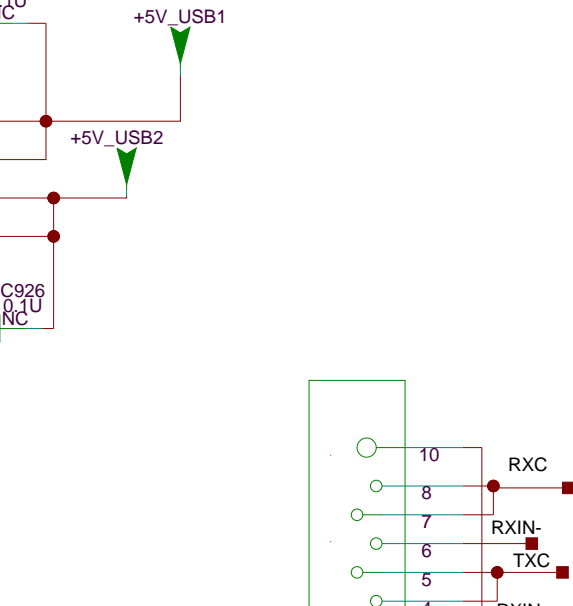 +5V_USB1
+5V_USB2
C926
0.1U
NC
10
RXC
8
7
RXIN-
6
TXC
5